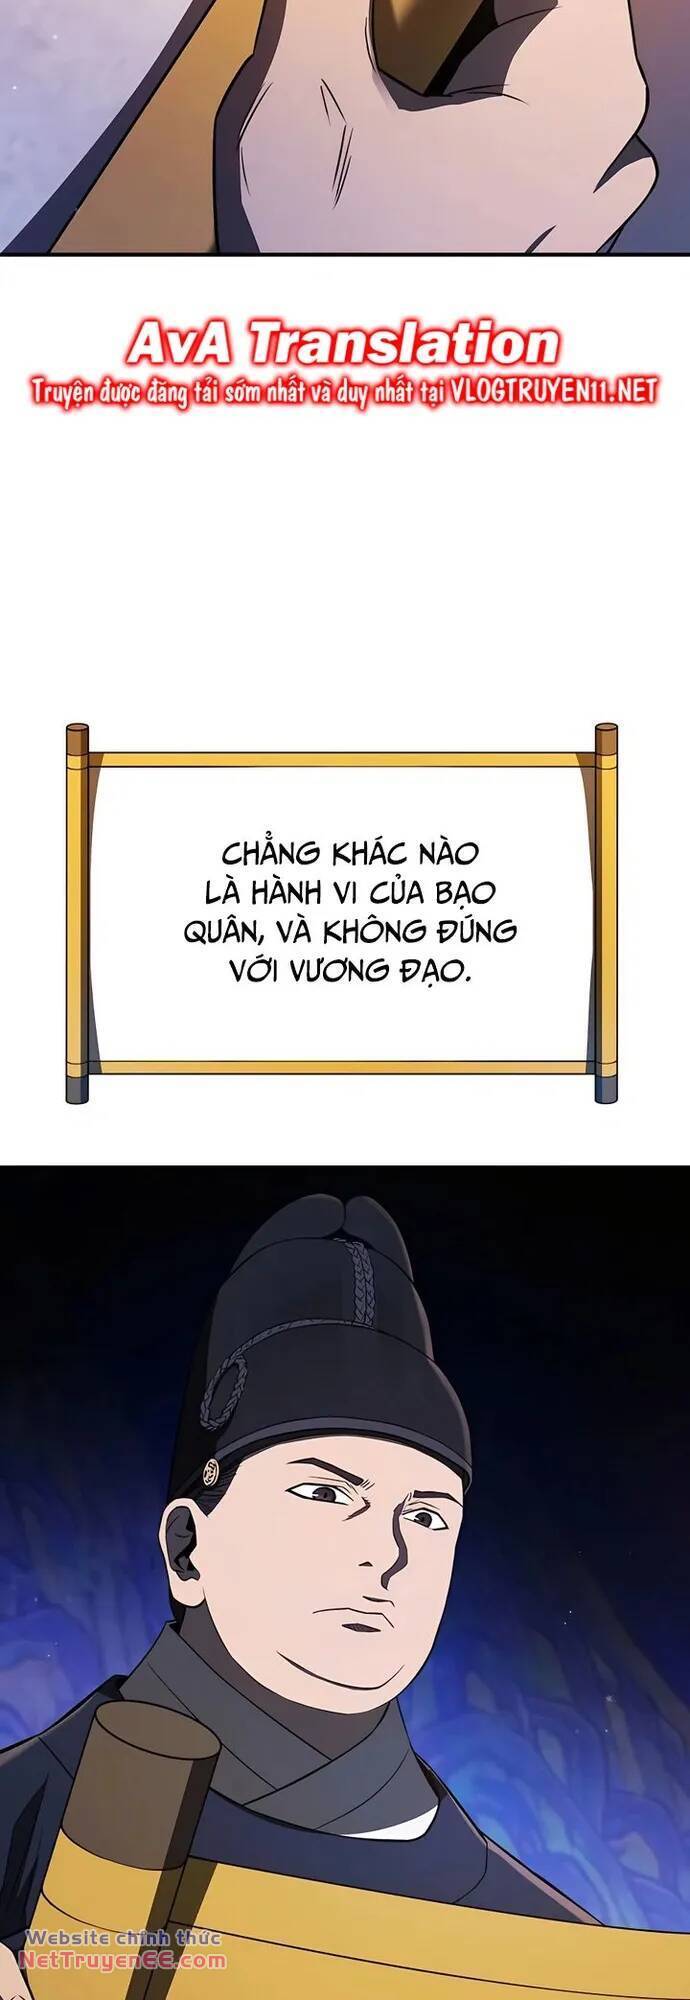 AvA Translation
Truyện được đăng tải sớm nhất và duy nhất tại VLOGTRUYEN11.NET
CHẲNG KHÁC NÀO
LÀ HÀNH VI CỦA BẠO
QUÂN, VÀ KHÔNG ĐÚNG
VỚI VƯƠNG ĐẠO.
Website chính thức
NetTruyenEE.com